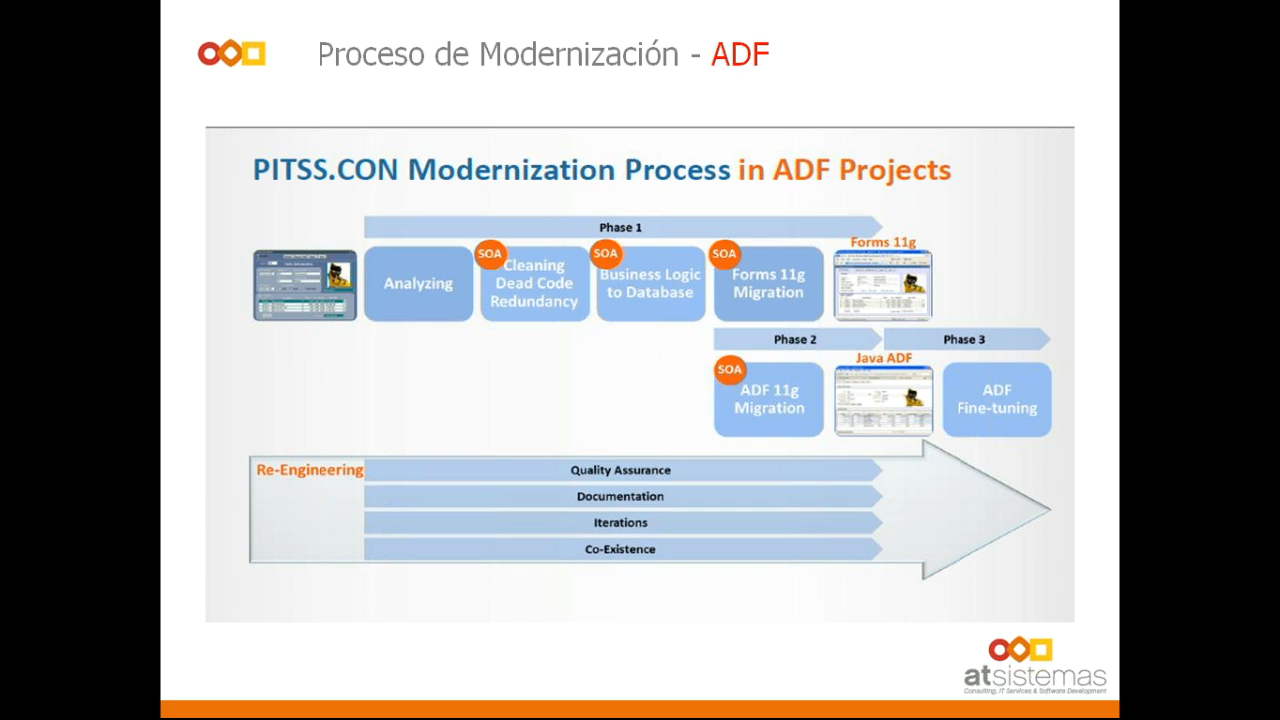 Proceso de Modernización - ADF
PITSS.CON Modernization Process in ADF Projects
Phase 1
Forms 11g
SOA
SOA
SOA
Analyzing
Cleaning
Dead Code
Redundancy
Business Logic
to Database
Forms 11g
Migration
Phase 2
Phase 3
Java ADF
SOA
ADF 11g
Migration
ADF
Fine-tuning
Re-Engineering
Quality Assurance
Documentation
Iterations
Co-Existence
atsistemas
Consulting, IT Services & Software Development